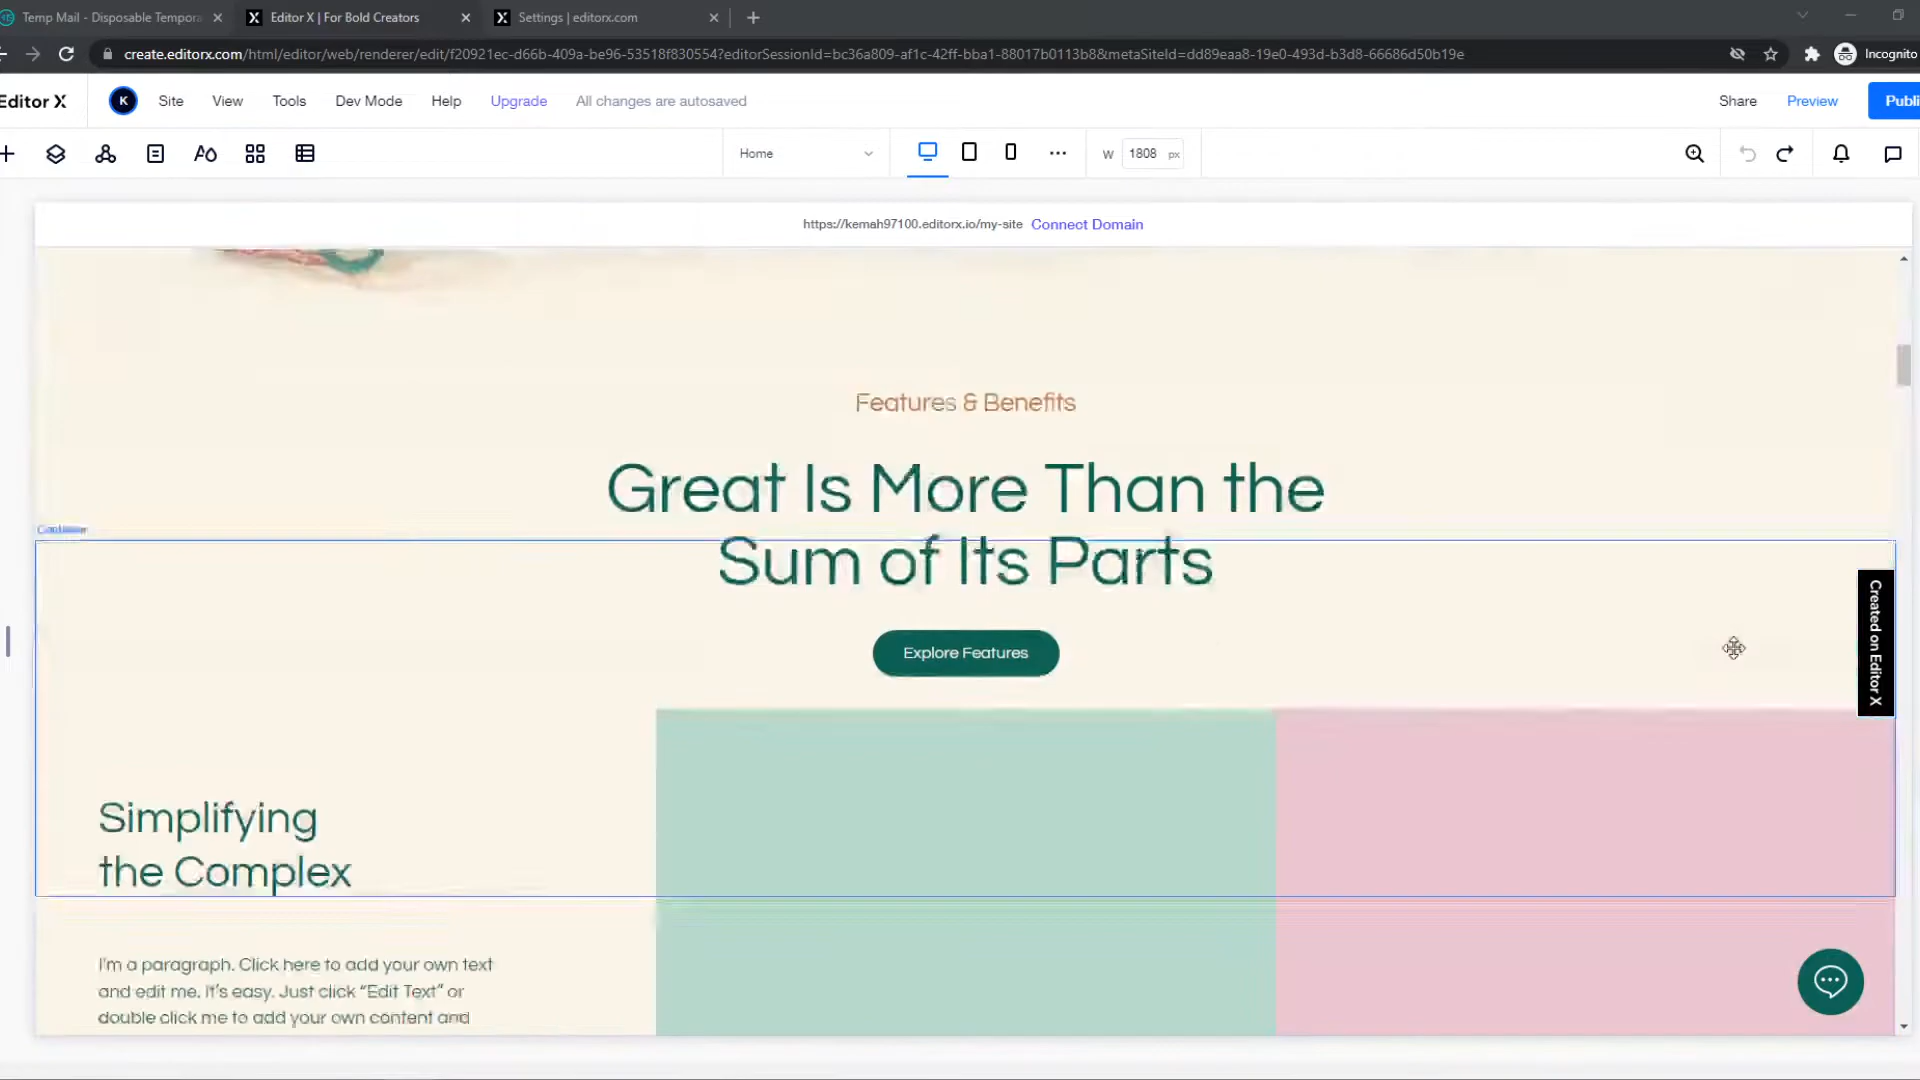 Temp Mail - Disposable Tempora
Editor X | For Bold Creators
Settings | editorx.com
create.editorx.com/html/editor/web/renderer/edit/f20921ec-d66b-409a-be96-53518f830554?editorSessionId=bc36a809-af1c-42ff-bba1-88017b0113b8&metaSiteId=dd89eaa8-19e0-493d-b3d8-66686d50b19e
Incognito
Editor X
K
Site
View
Tools
Dev Mode
Help
Upgrade
All changes are autosaved
Share
Preview
Publi
Home
W
1808
px
https://kemah97100.editorx.io/my-site Connect Domain
Features & Benefits
Great Is More Than the
Container
Sum of Its Parts
Created on Editor X
Explore Features
Simplifying
the Complex
I'm a paragraph. Click here to add your own text
and edit me. It's easy. Just click “Edit Text” or
double click me to add your own content and